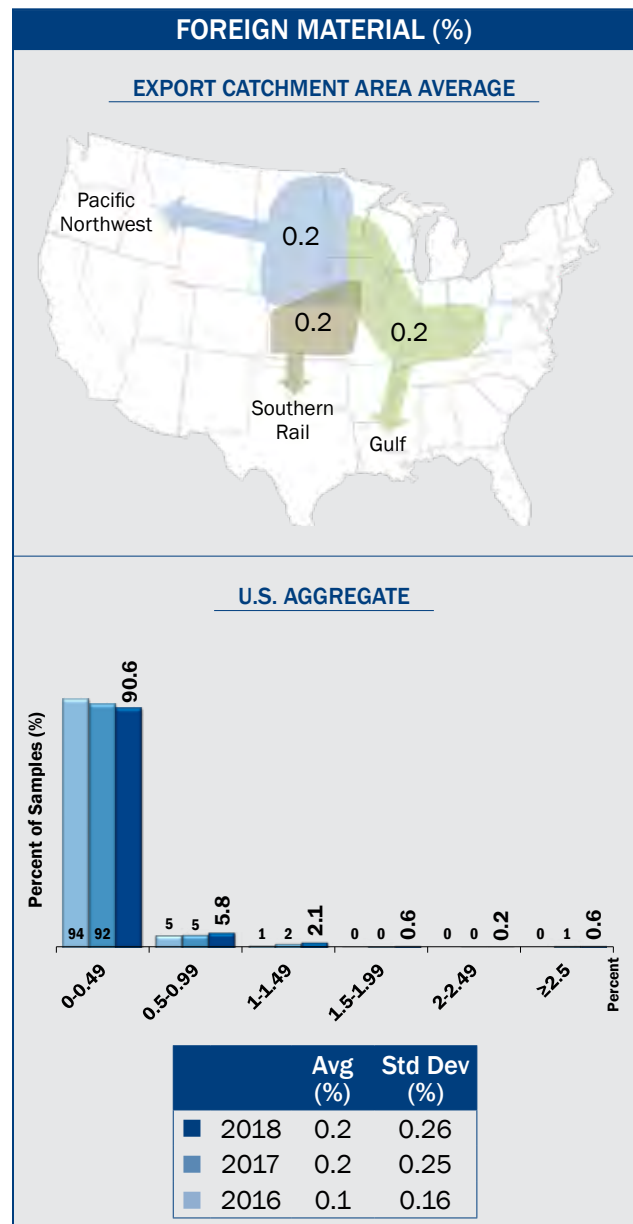 FOREIGN MATERIAL (%)
EXPORT CATCHMENT AREA AVERAGE
Pacific
Northwest
0.2
0.2
0.2
Southern
Rail
Gulf
U.S. AGGREGATE
Percent of Samples (%)
94 92 90.6
5 5 5.8
1 2 2.1
0 0 0.6
0 0 0.2
0 1 0.6
0-0.49
0.5-0.99
1-1.49
1.5-1.99
2-2.49
≥2.5
Percent
Avg Std Dev
(%) (%)
2018 0.2 0.26
2017 0.2 0.25
2016 0.1 0.16